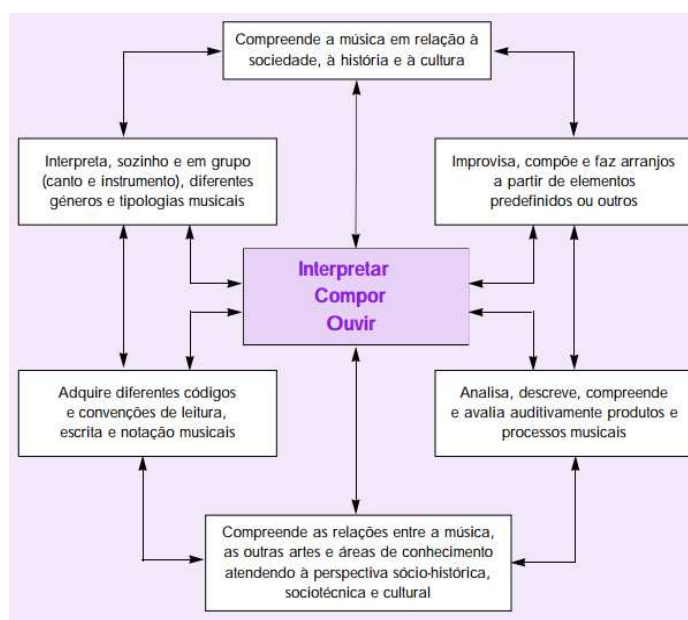 Compreende a música em relação à
sociedade, à história e à cultura
Interpreta, sozinho e em grupo
(canto e instrumento), diferentes
géneros e tipologias musicais
Improvisa, compõe e faz arranjos
a partir de elementos
predefinidos ou outros
Interpretar
Compor
Ouvir
Adquire diferentes códigos
e convenções de leitura,
escrita e notação musicais
Analisa, descreve, compreende
e avalia auditivamente produtos e
processos musicais
Compreende as relações entre a música,
as outras artes e áreas de conhecimento
atendendo à perspectiva sócio-histórica,
sociotécnica e cultural